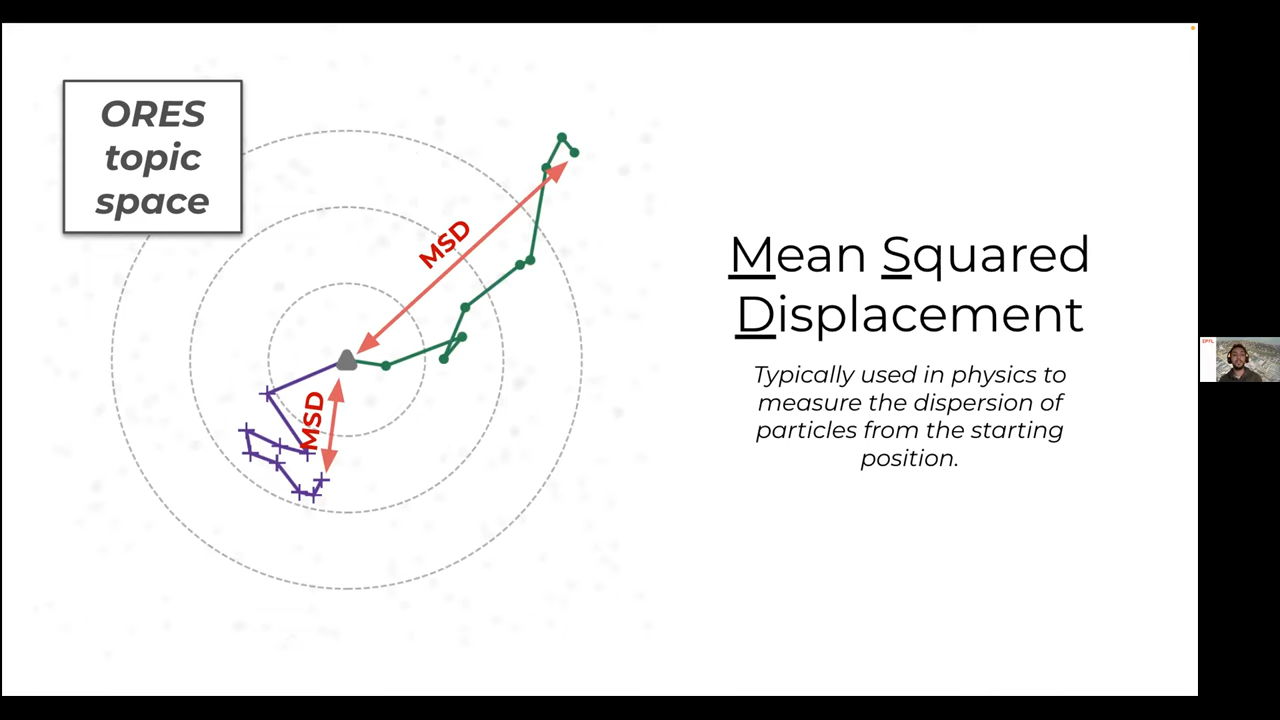 ORES
topic
space
MSD
MSD
Mean Squared
Displacement
Typically used in physics to
measure the dispersion of
particles from the starting
position.
EPFL